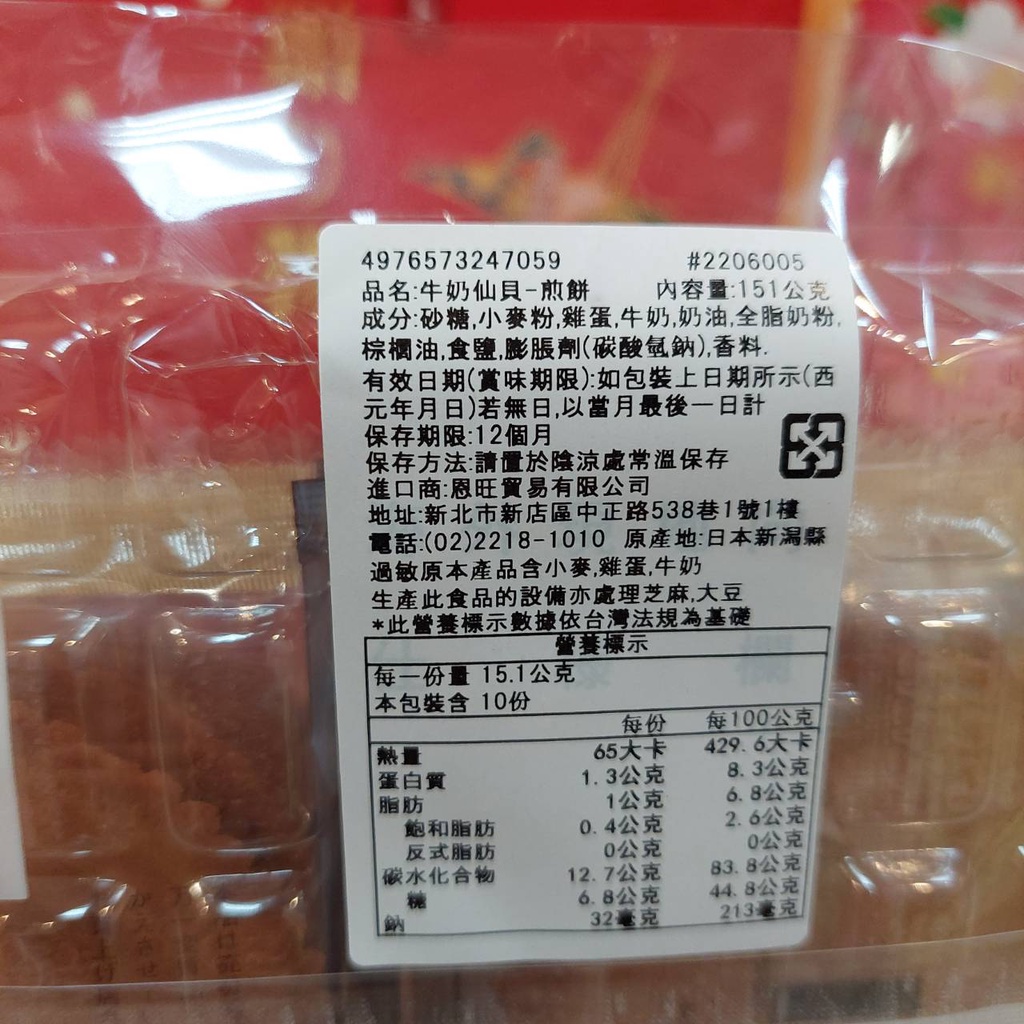 4976573247059 #2206005
品名:牛奶仙貝-煎餅 內容量:151公克
成分:砂糖,小麥粉,雞蛋,牛奶,奶油,全脂奶粉,
棕櫚油,食鹽,膨脹劑(碳酸氫鈉),香料.
有效日期(賞味期限):如包裝上日期所示(西
元年月日)若無日,以當月最後一日計
保存期限:12個月
保存方法:請置於陰涼處常溫保存
進口商:恩旺貿易有限公司
地址:新北市新店區中正路538巷1號1樓
電話:(02)2218-1010 原產地:日本新潟縣
過敏原本產品含小麥,雞蛋,牛奶
生產此食品的設備亦處理芝麻,大豆
*此營養標示數據依台灣法規為基礎
營養標示
每一份量 15.1公克
本包裝含 10份
每份 每100公克
熱量 65大卡 429.6大卡
蛋白質 1.3公克 8.3公克
脂肪 1公克 6.8公克
飽和脂肪 0.4公克 2.6公克
反式脂肪 0公克 0公克
碳水化合物 12.7公克 83.8公克
糖 6.8公克 44.8公克
鈉 32毫克 213毫克